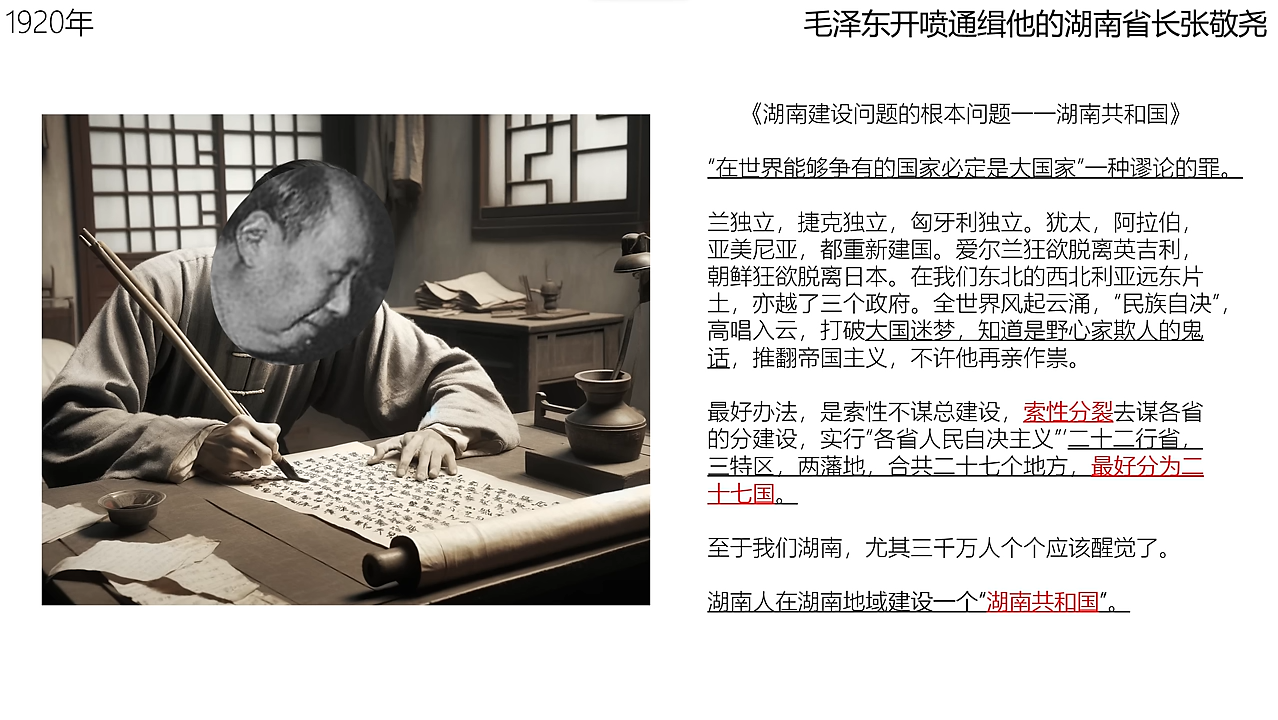 1920年
毛泽东开喷通缉他的湖南省长张敬尧
《湖南建设问题的根本问题——湖南共和国》
“在世界能够争有的国家必定是大国家”一种谬论的罪。
兰独立，捷克独立，匈牙利独立。犹太，阿拉伯，
亚美尼亚，都重新建国。爱尔兰狂欲脱离英吉利，
朝鲜狂欲脱离日本。在我们东北的西北利亚远东片
土，亦越了三个政府。全世界风起云涌，“民族自决”，
高唱入云，打破大国迷梦，知道是野心家欺人的鬼
话，推翻帝国主义，不许他再亲作祟。
最好办法，是索性不谋总建设，索性分裂去谋各省
的分建设，实行“各省人民自决主义”‘二十二行省，
三特区，两藩地，合共二十七个地方，最好分为二
十七国。
至于我们湖南，尤其三千万人个个应该醒觉了。
湖南人在湖南地域建设一个“湖南共和国”。